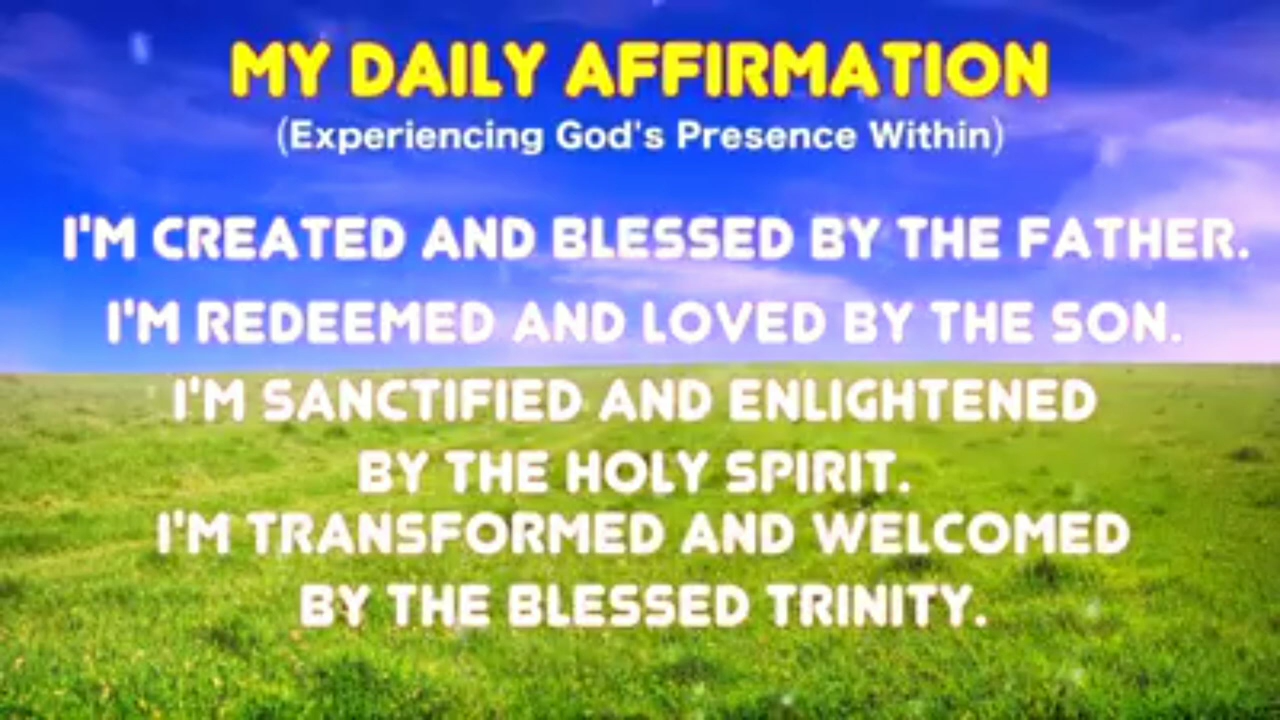 MY DAILY AFFIRMATION
(Experiencing God's Presence Within)
I'M CREATED AND BLESSED BY THE FATHER.
I'M REDEEMED AND LOVED BY THE SON.
I'M SANCTIFIED AND ENLIGHTENED
BY THE HOLY SPIRIT.
I'M TRANSFORMED AND WELCOMED
BY THE BLESSED TRINITY.